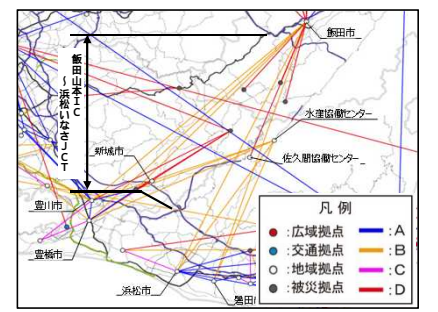 飯田市
飯田山本ＩＣ
～浜松いなさＪＣＴ
水窪協働センター
新城市
佐久間協働センター
豊川市
豊橋市
浜松市
磐田
凡 例
：広域拠点
：交通拠点
：地域拠点
：被災拠点
：A
：B
：C
：D